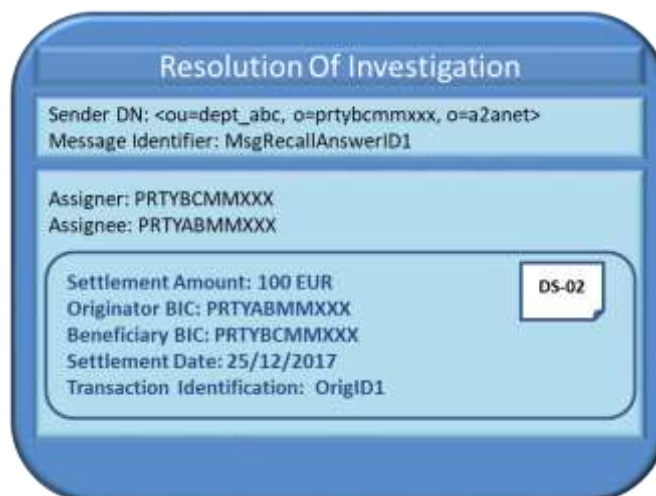 Resolution Of Investigation
Sender DN: <ou=dept_abc, o=prtybcmmxxx, o=a2anet>
Message Identifier: MsgRecallAnswerID1
Assigner: PRTYBCMMXXX
Assignee: PRTYABMMXXX
Settlement Amount: 100 EUR
DS-02
Originator BIC: PRTYABMMXXX
Beneficiary BIC: PRTYBCMMXXX
Settlement Date: 25/12/2017
Transaction Identification: OrigID1